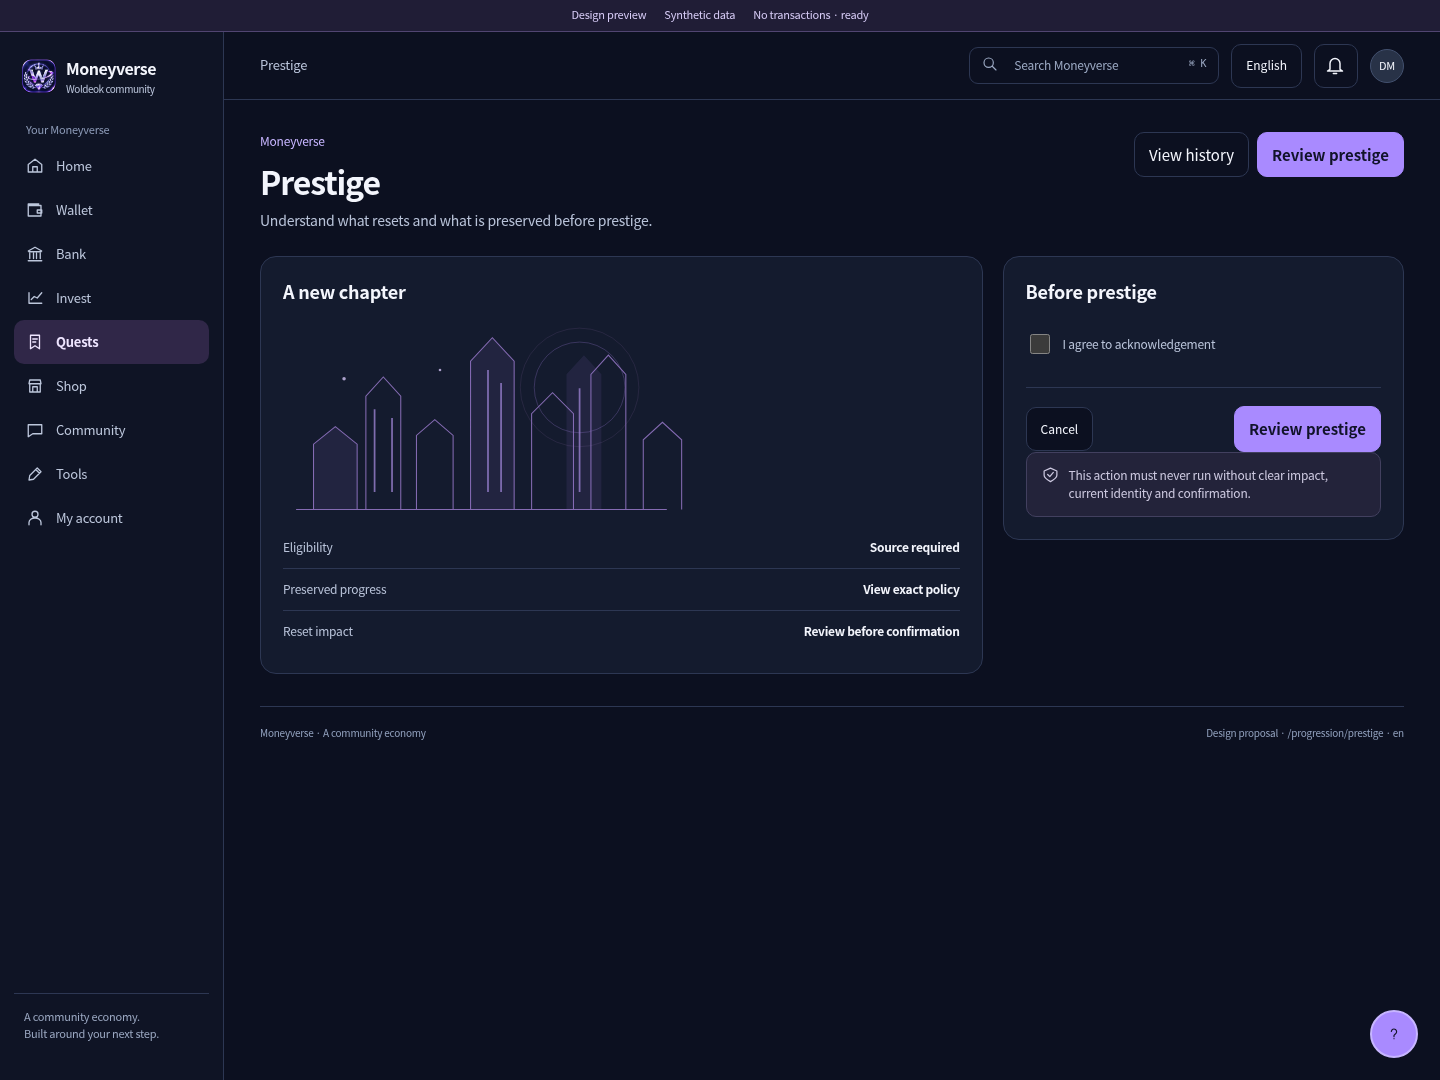 Design preview Synthetic data No transactions · ready
Moneyverse
Woldeok community
Your Moneyverse
Home
Wallet
Bank
Invest
Quests
Shop
Community
Tools
My account
A community economy.
Built around your next step.
Prestige
Search Moneyverse ⌘ K
English
DM
Moneyverse
Prestige
Understand what resets and what is preserved before prestige.
View history
Review prestige
A new chapter
Eligibility Source required
Preserved progress View exact policy
Reset impact Review before confirmation
Before prestige
I agree to acknowledgement
Cancel
Review prestige
This action must never run without clear impact,
current identity and confirmation.
Moneyverse · A community economy
Design proposal · /progression/prestige · en
?